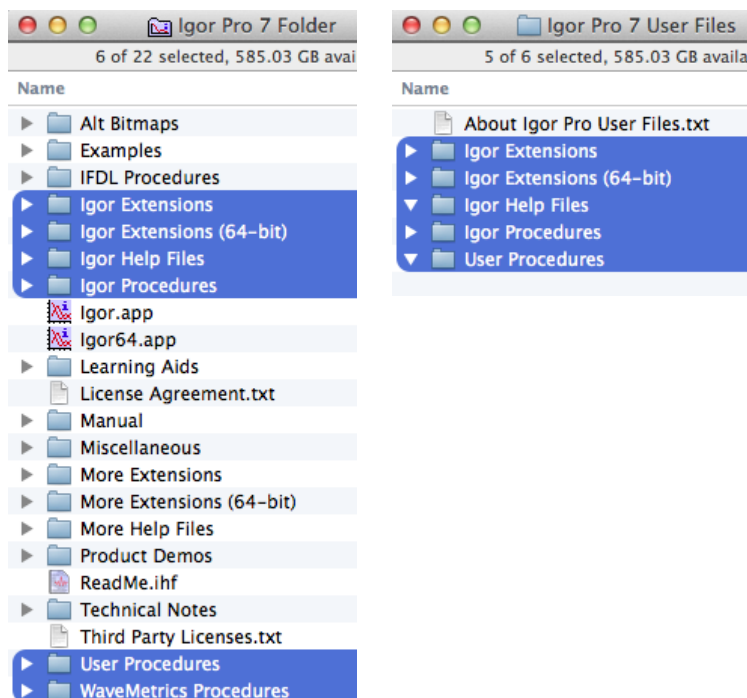 Igor Pro 7 Folder
6 of 22 selected, 585.03 GB avai
Name
Alt Bitmaps
Examples
IFDL Procedures
Igor Extensions
Igor Extensions (64-bit)
Igor Help Files
Igor Procedures
Igor.app
Igor64.app
Learning Aids
License Agreement.txt
Manual
Miscellaneous
More Extensions
More Extensions (64-bit)
More Help Files
Product Demos
ReadMe.ihf
Technical Notes
Third Party Licenses.txt
User Procedures
WaveMetrics Procedures
Igor Pro 7 User Files
5 of 6 selected, 585.03 GB availa
Name
About Igor Pro User Files.txt
Igor Extensions
Igor Extensions (64-bit)
Igor Help Files
Igor Procedures
User Procedures